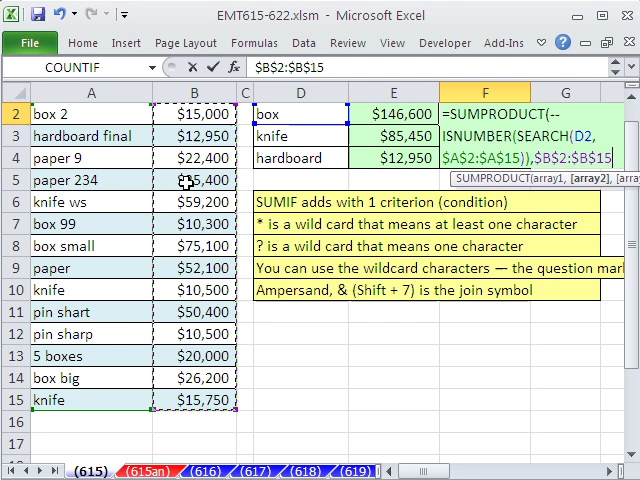 EMT615-622.xlsm - Microsoft Excel
File Home Insert Page Layout Formulas Data Review View Developer Add-Ins
COUNTIF fx $B$2:$B$15
A B C D E F G
2 box 2 $15,000 box $146,600 =SUMPRODUCT(--
3 hardboard final $12,950 knife $85,450 ISNUMBER(SEARCH(D2,
4 paper 9 $22,400 hardboard $12,950 $A$2:$A$15)),$B$2:$B$15
5 paper 234 5,400 SUMPRODUCT(array1, [array2], [array
6 knife ws $59,200 SUMIF adds with 1 criterion (condition)
7 box 99 $10,300 * is a wild card that means at least one character
8 box small $75,100 ? is a wild card that means one character
9 paper $52,100 You can use the wildcard characters — the question mark
10 knife $10,500 Ampersand, & (Shift + 7) is the join symbol
11 pin shart $50,400
12 pin sharp $10,500
13 5 boxes $20,000
14 box big $26,200
15 knife $15,750
16
17
18
(615) (615an) (616) (617) (618) (619)